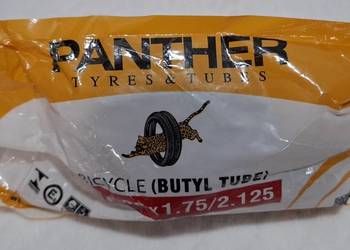 PANTHER
TYRES & TUBES
BICYCLE (BUTYL TUBE)
x1.75/2.125